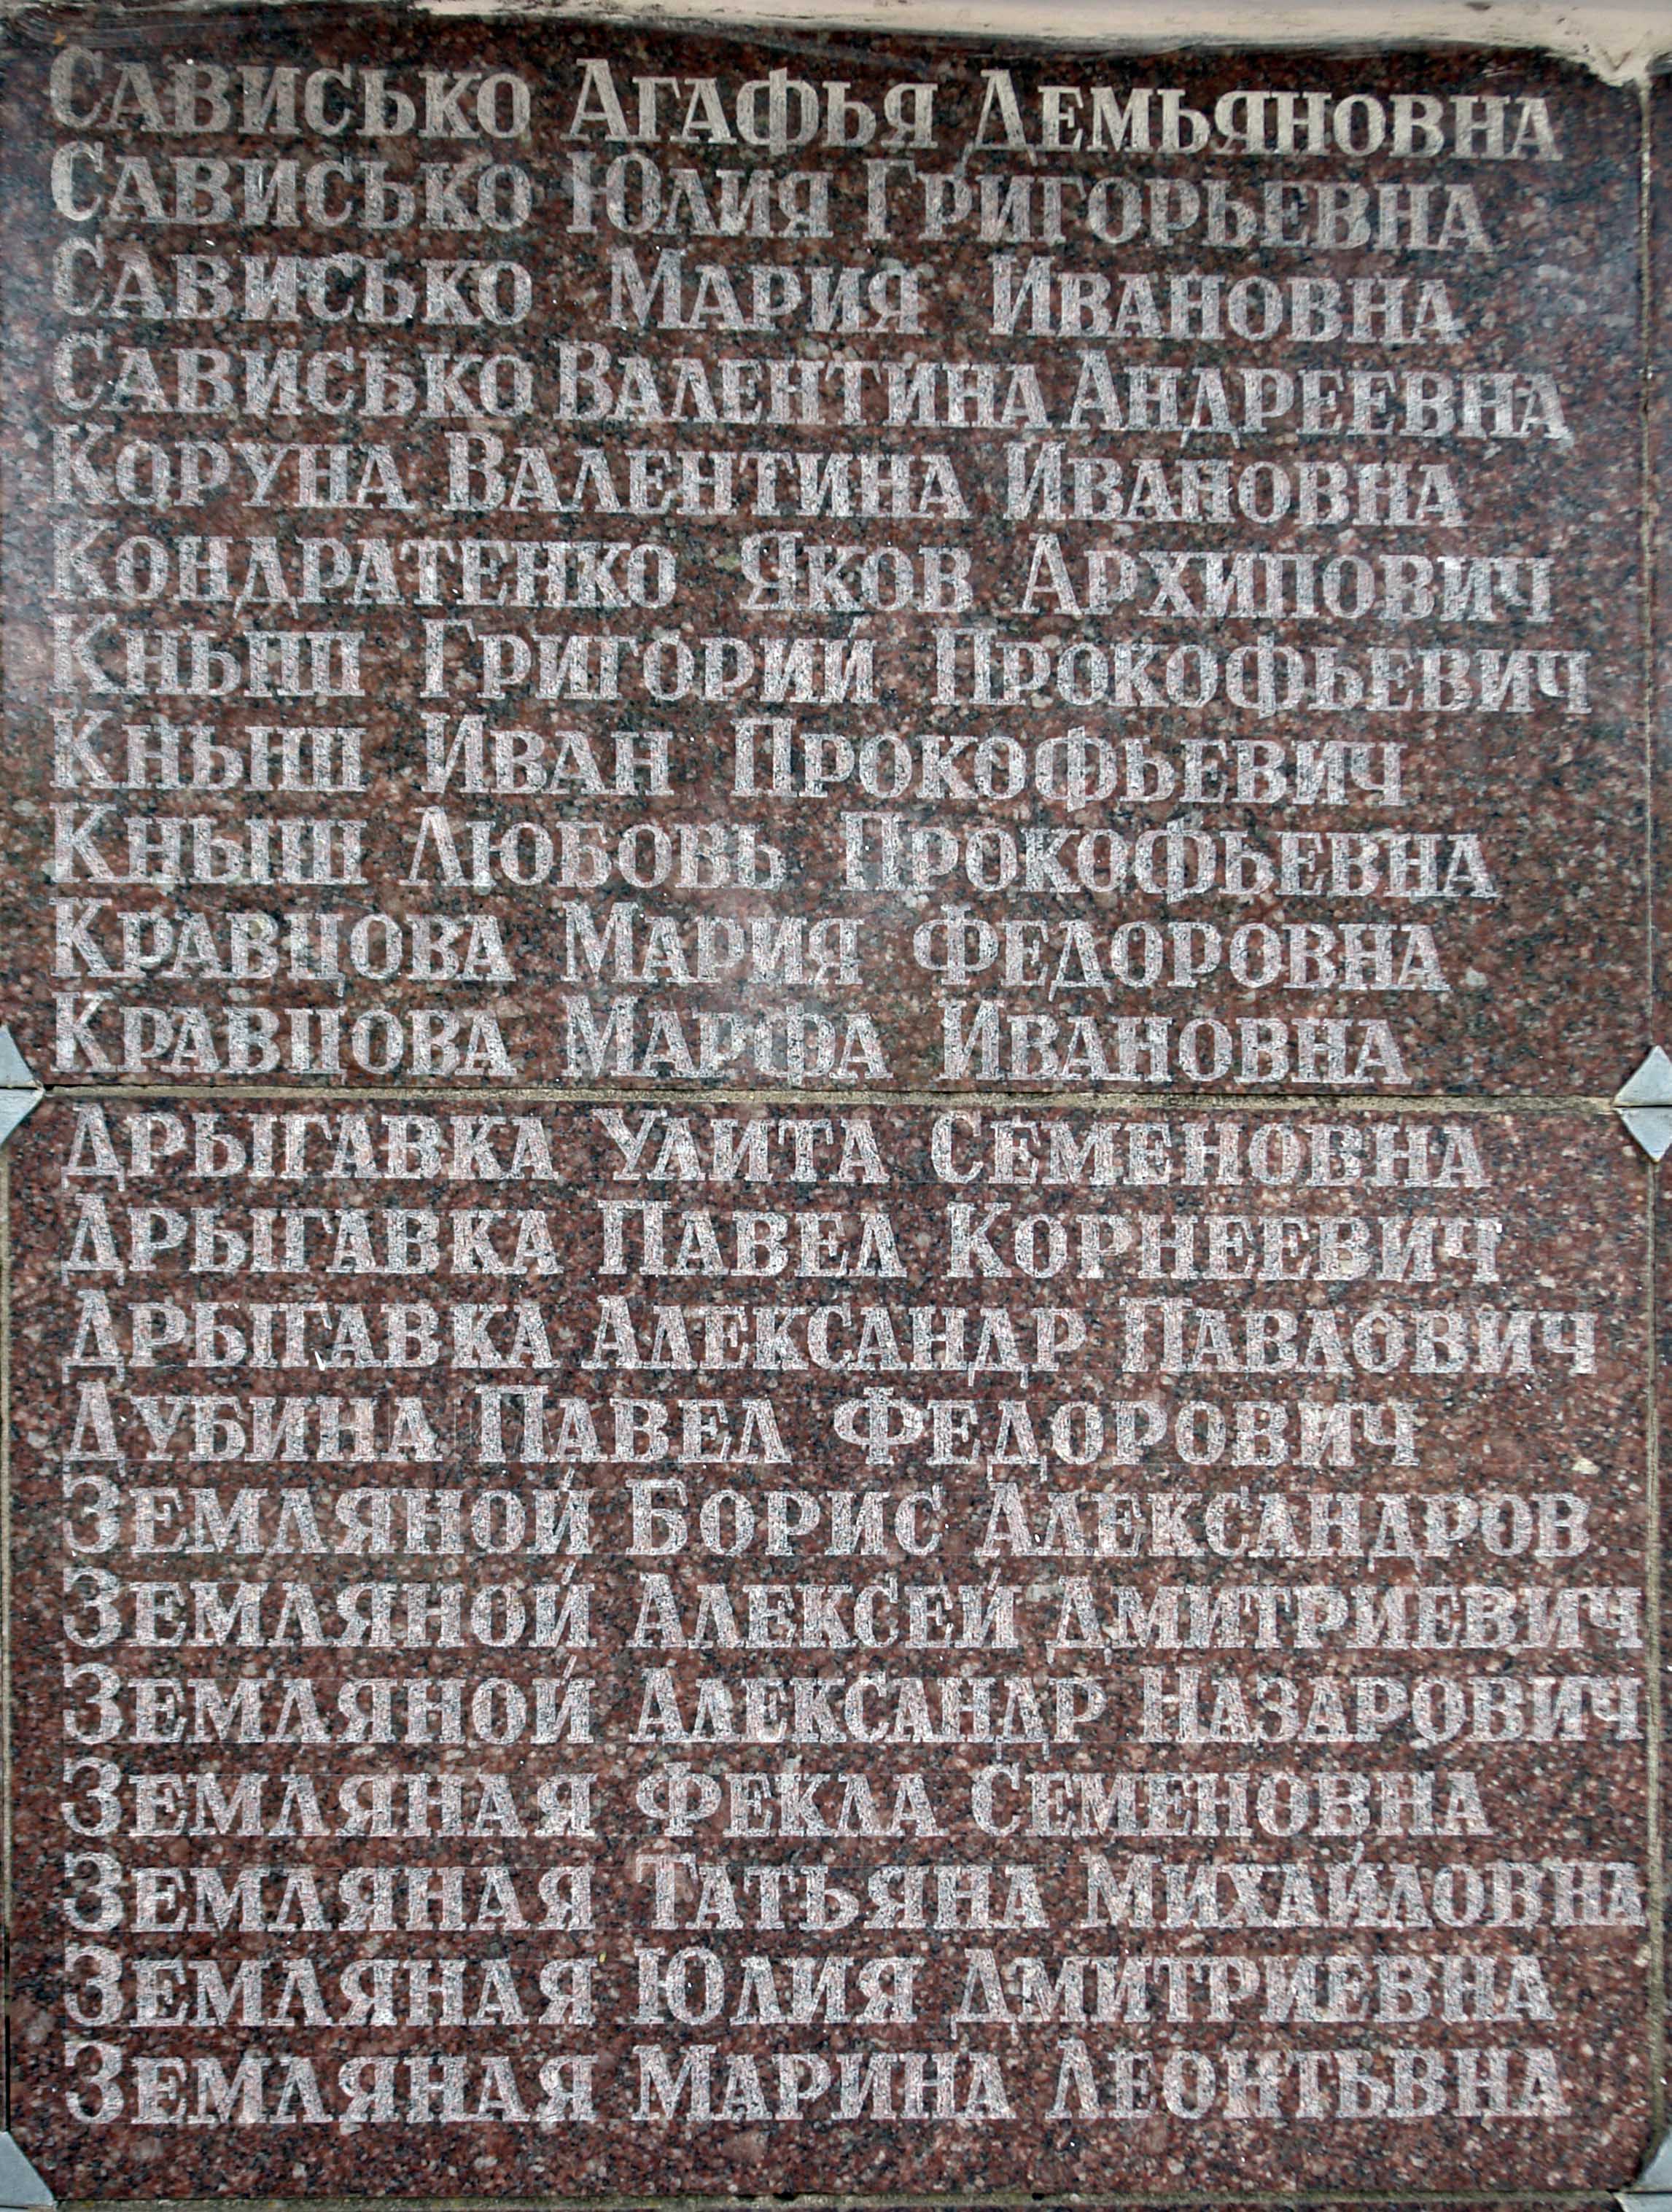 Сависько Агафья Демьяновна
Сависько Юлия Григорьевна
Сависько Мария Ивановна
Сависько Валентина Андреевна
Коруна Валентина Ивановна
Кондратенко Яков Архипович
Кныш Григорий Прокофьевич
Кныш Иван Прокофьевич
Кныш Любовь Прокофьевна
Кравцова Мария Федоровна
Кравцова Марфа Ивановна
Дрыгавка Улита Семеновна
Дрыгавка Павел Корнеевич
Дрыгавка Александр Павлович
Дубина Павел Федорович
Земляной Борис Александров
Земляной Алексей Дмитриевич
Земляной Александр Назарович
Земляная Фекла Семеновна
Земляная Татьяна Михайловна
Земляная Юлия Дмитриевна
Земляная Марина Леонтьвна